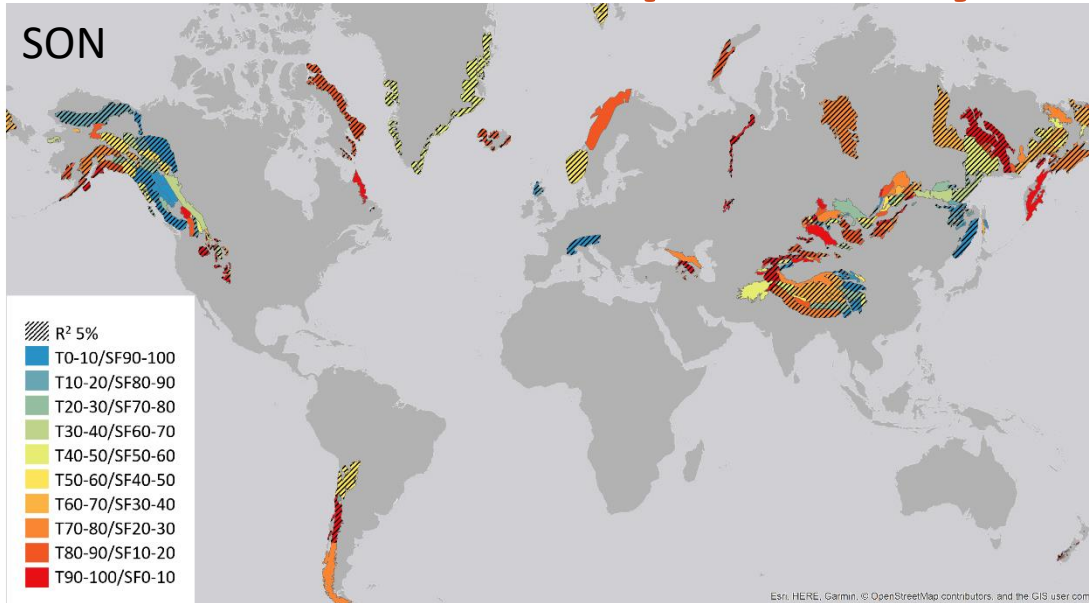 SON
R² 5%
T0-10/SF90-100
T10-20/SF80-90
T20-30/SF70-80
T30-40/SF60-70
T40-50/SF50-60
T50-60/SF40-50
T60-70/SF30-40
T70-80/SF20-30
T80-90/SF10-20
T90-100/SF0-10
Esri, HERE, Garmin, © OpenStreetMap contributors, and the GIS user com